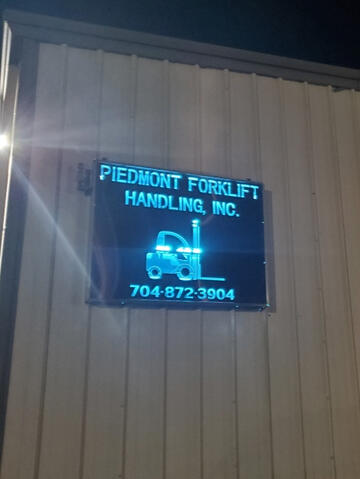 PIEDMONT FORKLIFT
HANDLING, INC.
704-872-3904